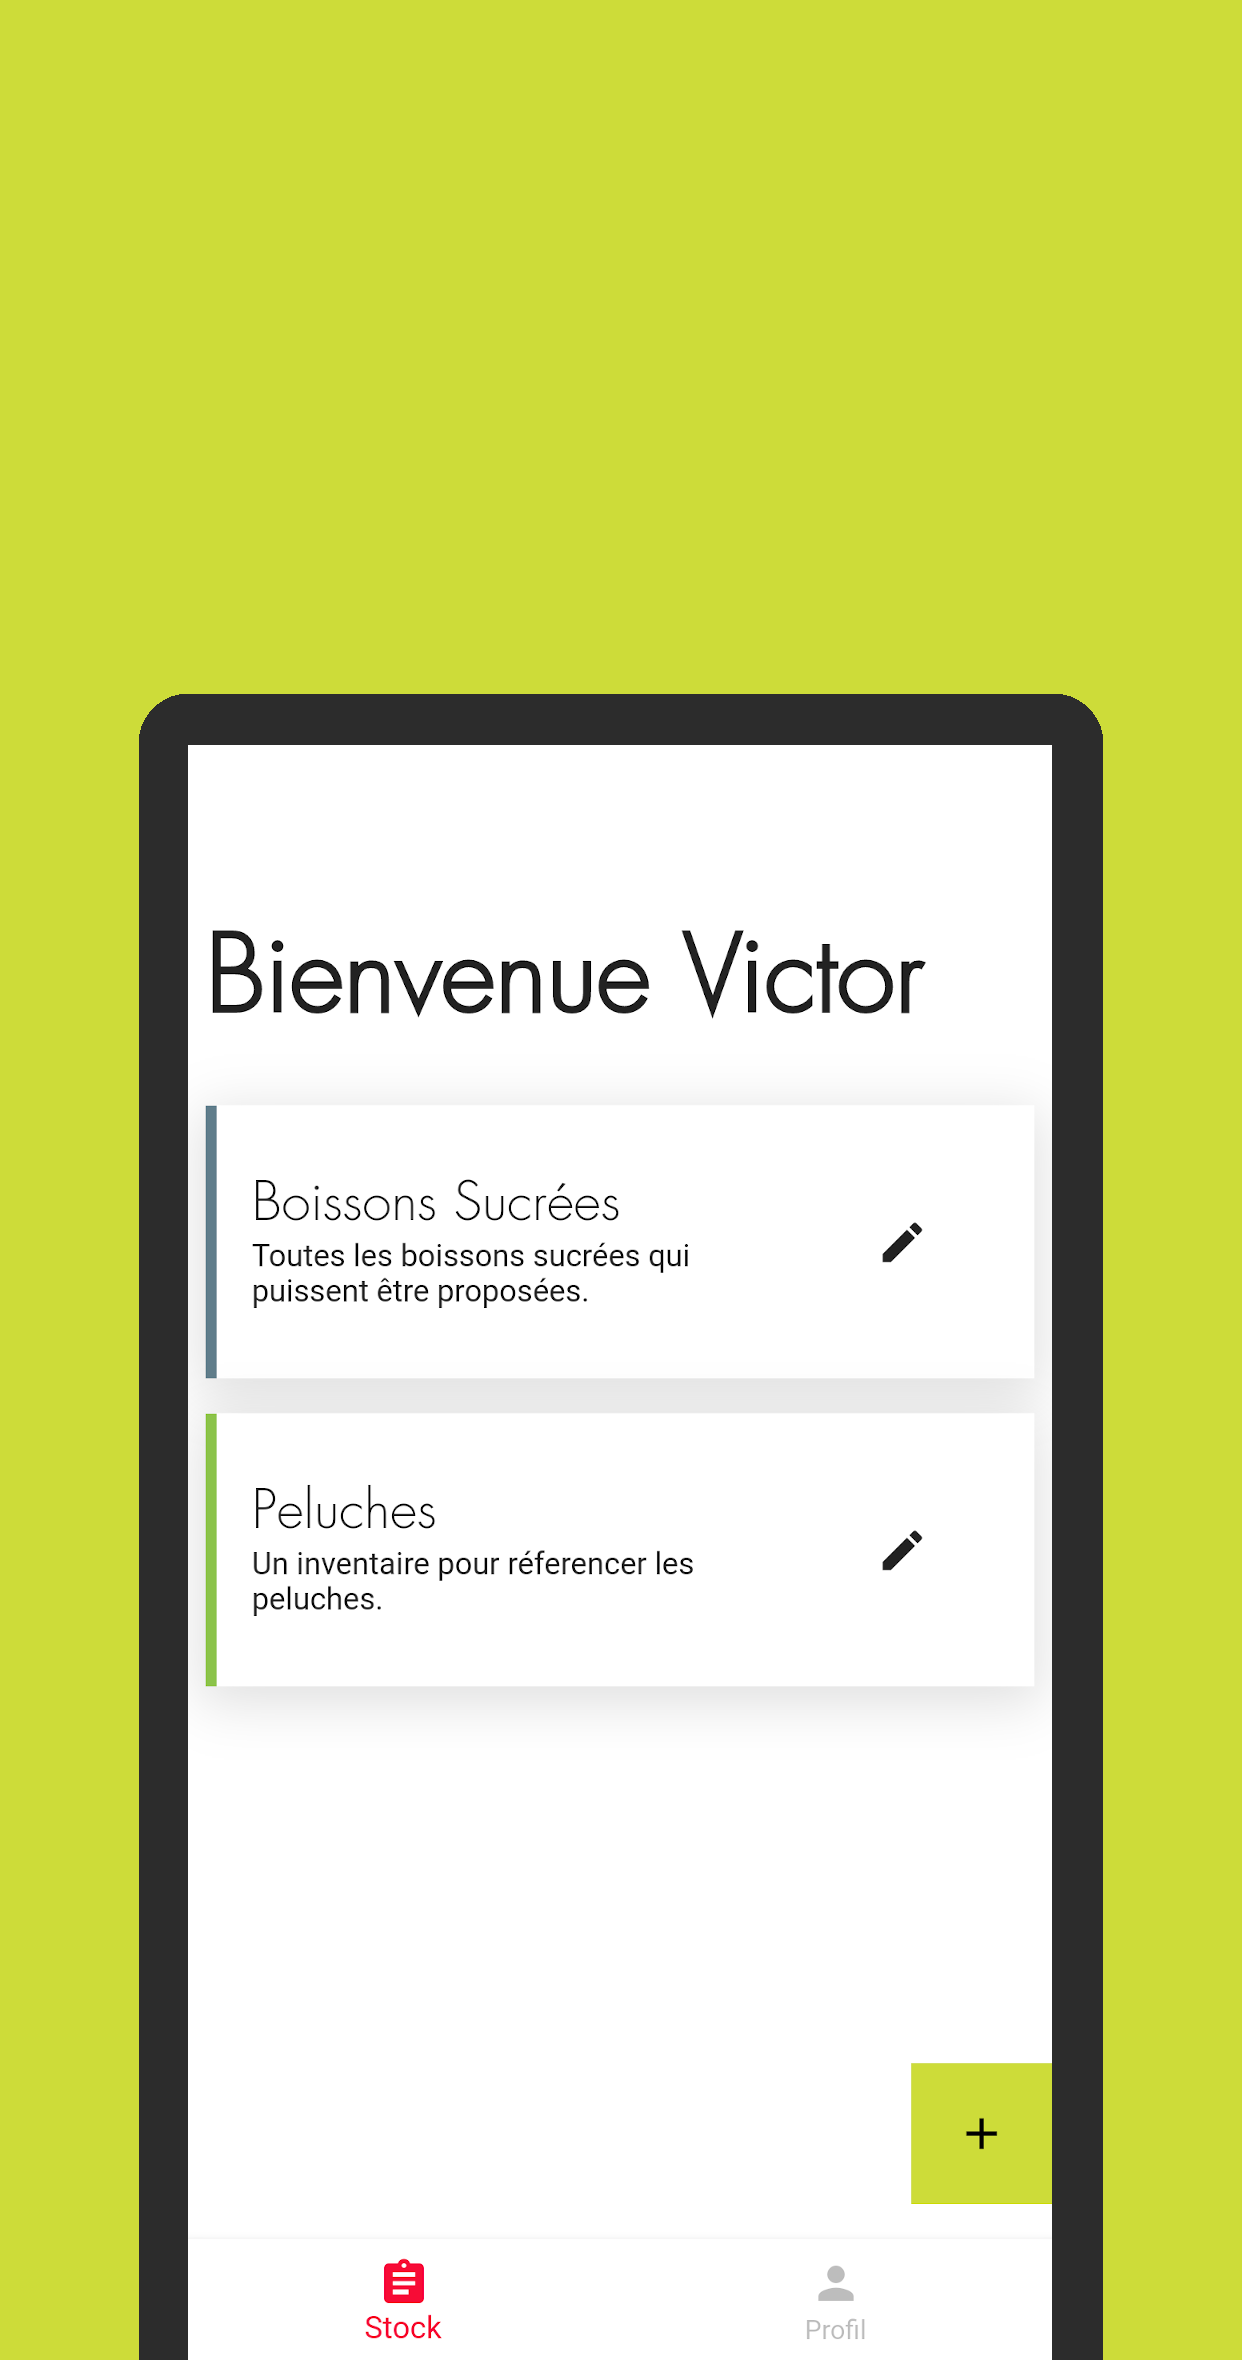 Bienvenue Victor
Boissons Sucrées
Toutes les boissons sucrées qui
puissent être proposées.
Peluches
Un inventaire pour réferencer les
peluches.
+
Stock
Profil